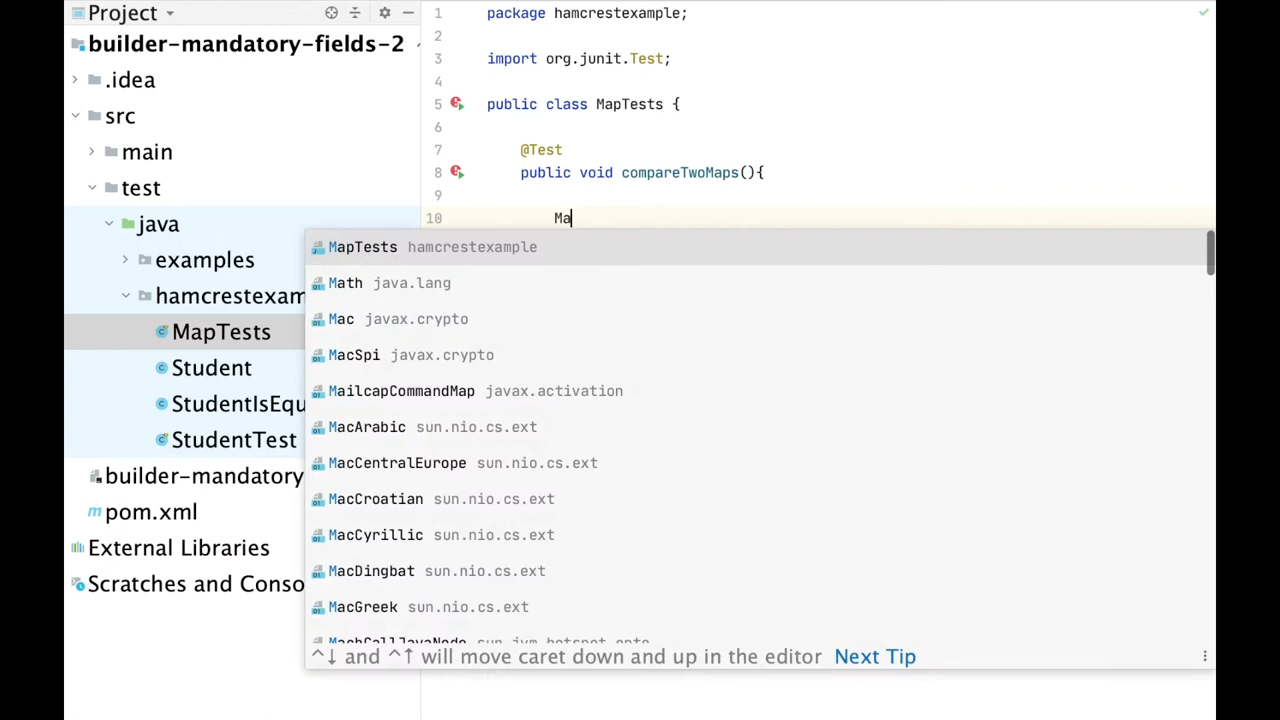 Project
builder-mandatory-fields-2
.idea
src
main
test
java
examples
hamcrestexam
MapTests
Student
StudentIsEqu
StudentTest
builder-mandatory
pom.xml
External Libraries
Scratches and Conso
1 package hamcrestexample;
2
3 import org.junit.Test;
4
5 public class MapTests {
6
7 @Test
8 public void compareTwoMaps(){
9
10 Ma
MapTests hamcrestexample
Math java.lang
Mac javax.crypto
MacSpi javax.crypto
MailcapCommandMap javax.activation
MacArabic sun.nio.cs.ext
MacCentralEurope sun.nio.cs.ext
MacCroatian sun.nio.cs.ext
MacCyrillic sun.nio.cs.ext
MacDingbat sun.nio.cs.ext
MacGreek sun.nio.cs.ext
^↓ and ^↑ will move caret down and up in the editor Next Tip